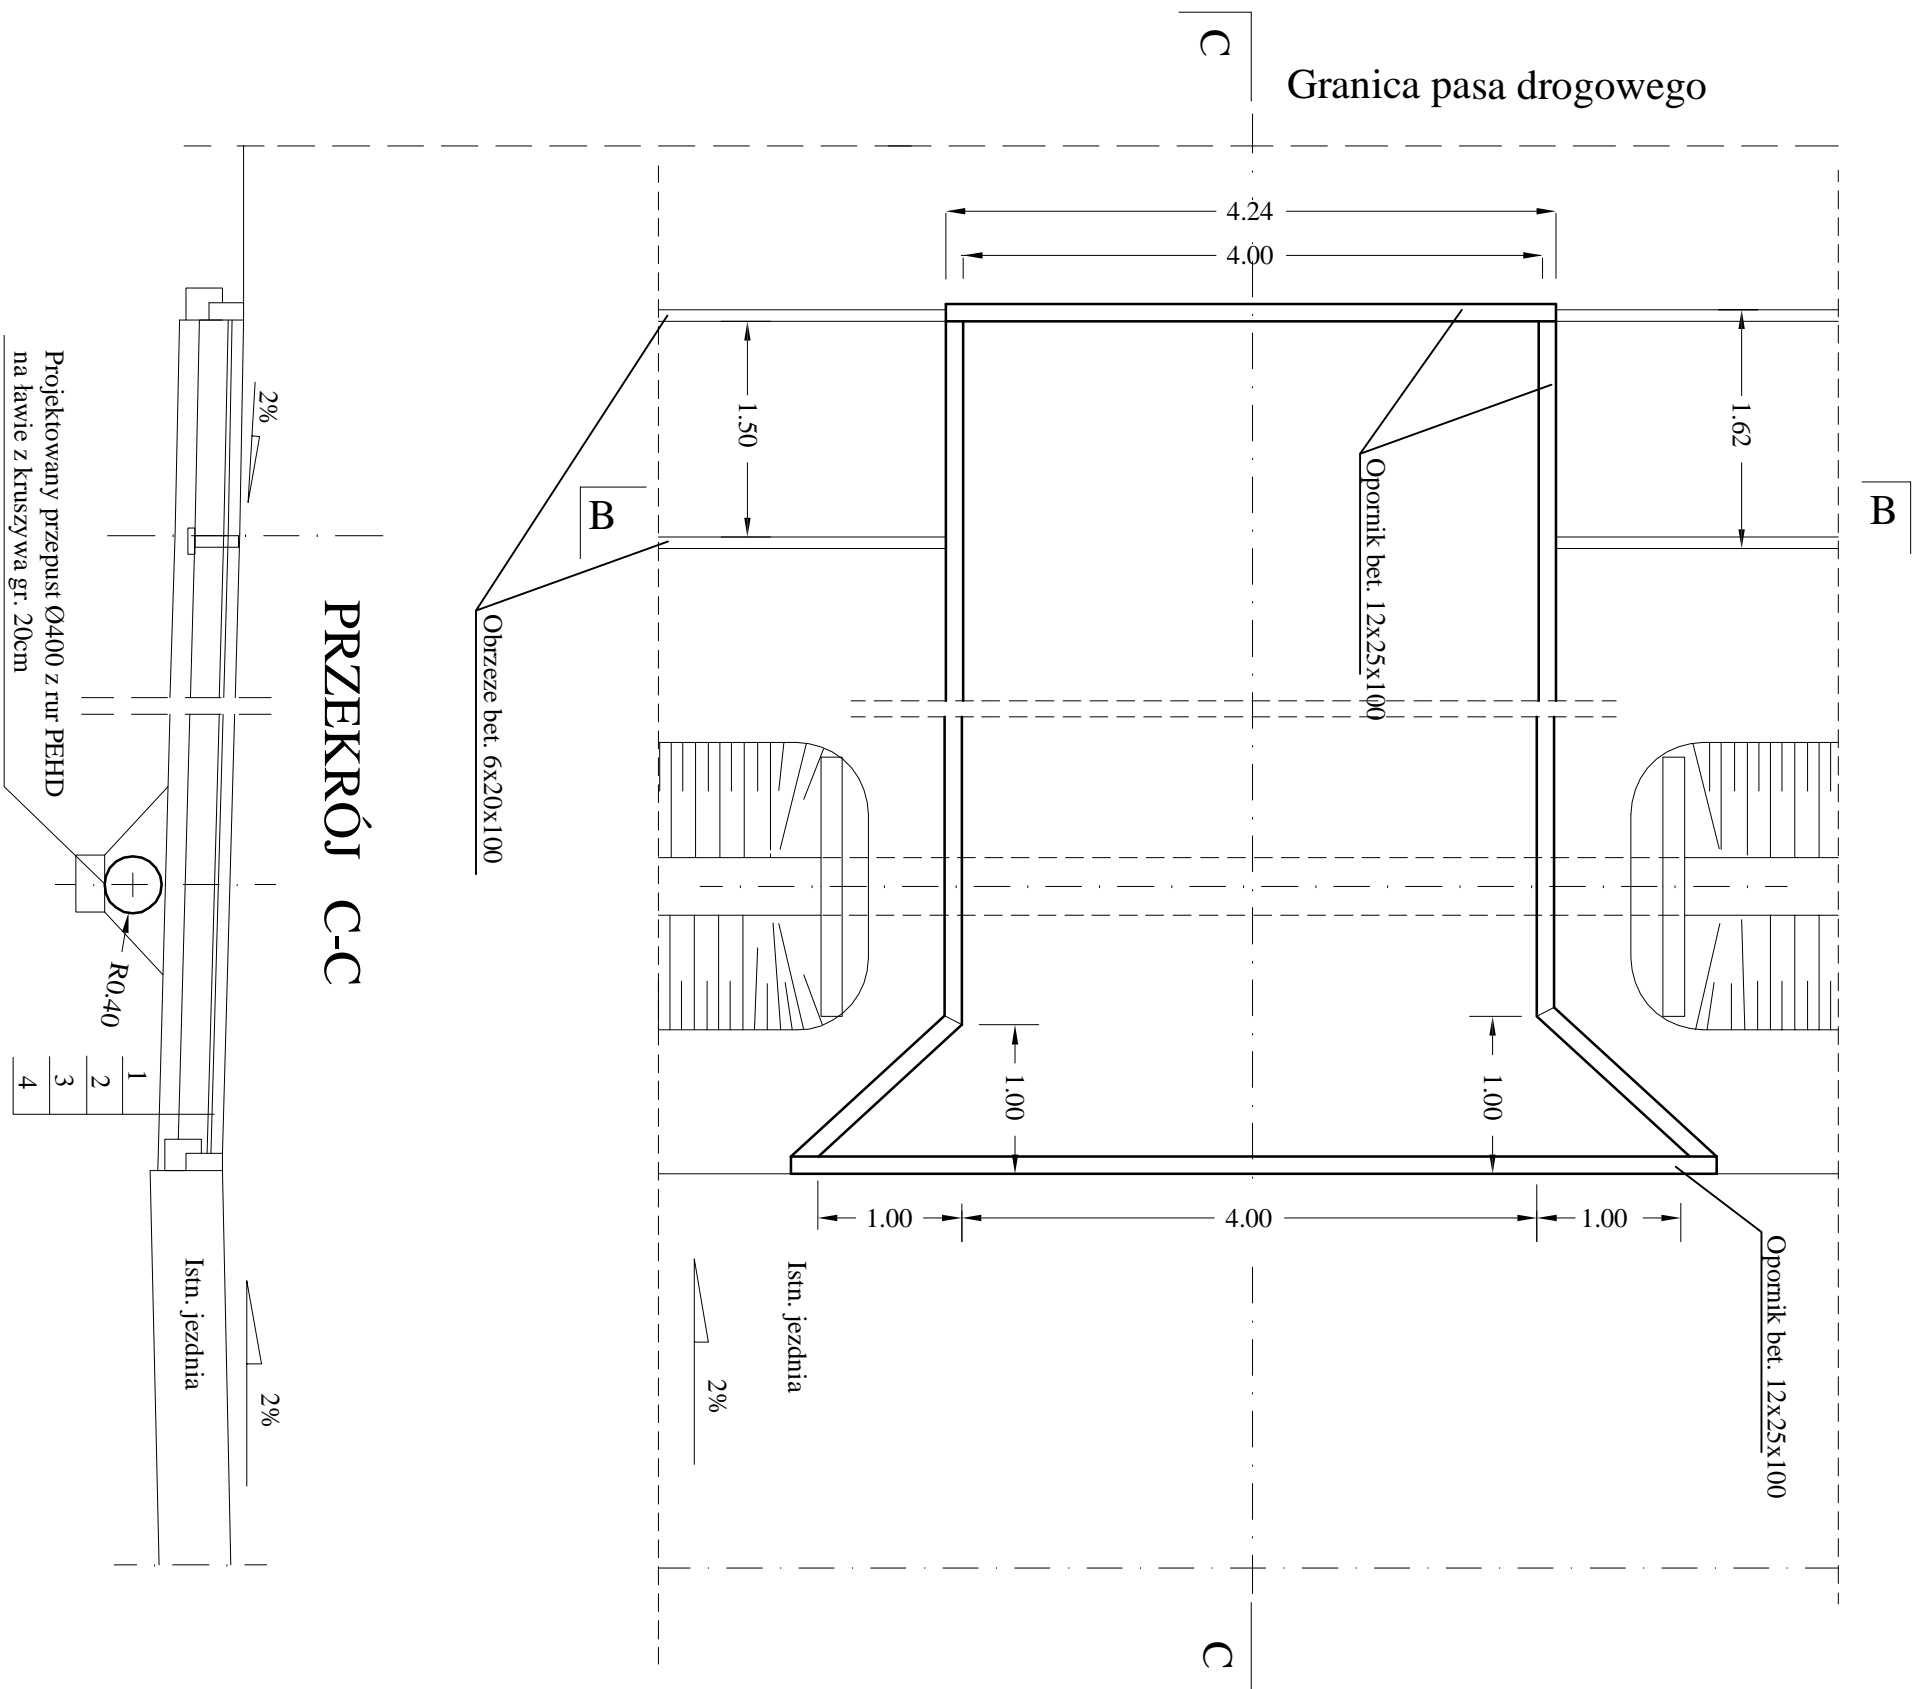 C
Granica pasa drogowego
4.24
4.00
1.50
1.62
B
B
Opornik bet. 12x25x100
Obrzeze bet. 6x20x100
1.00
1.00
1.00
4.00
1.00
Opornik bet. 12x25x100
Istn. jezdnia
2%
C
PRZEKRÓJ C-C
2%
Projektowany przepust Ø400 z rur PEHD
na ławie z kruszywa gr. 20cm
R0.40
1
2
3
4
Istn. jezdnia
2%